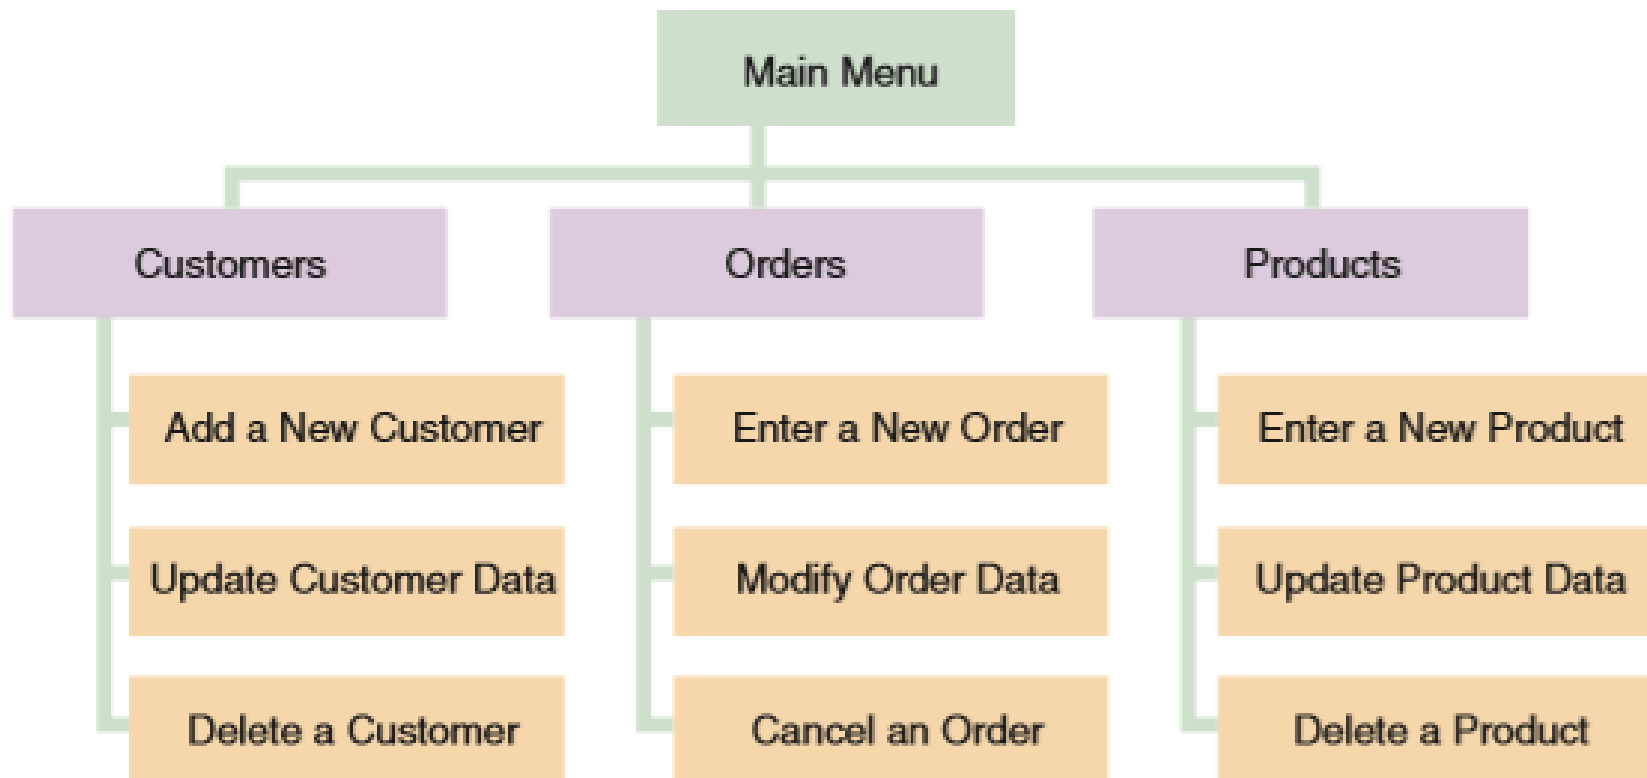 Main Menu
Customers
Orders
Products
Add a New Customer
Enter a New Order
Enter a New Product
Update Customer Data
Modify Order Data
Update Product Data
Delete a Customer
Cancel an Order
Delete a Product